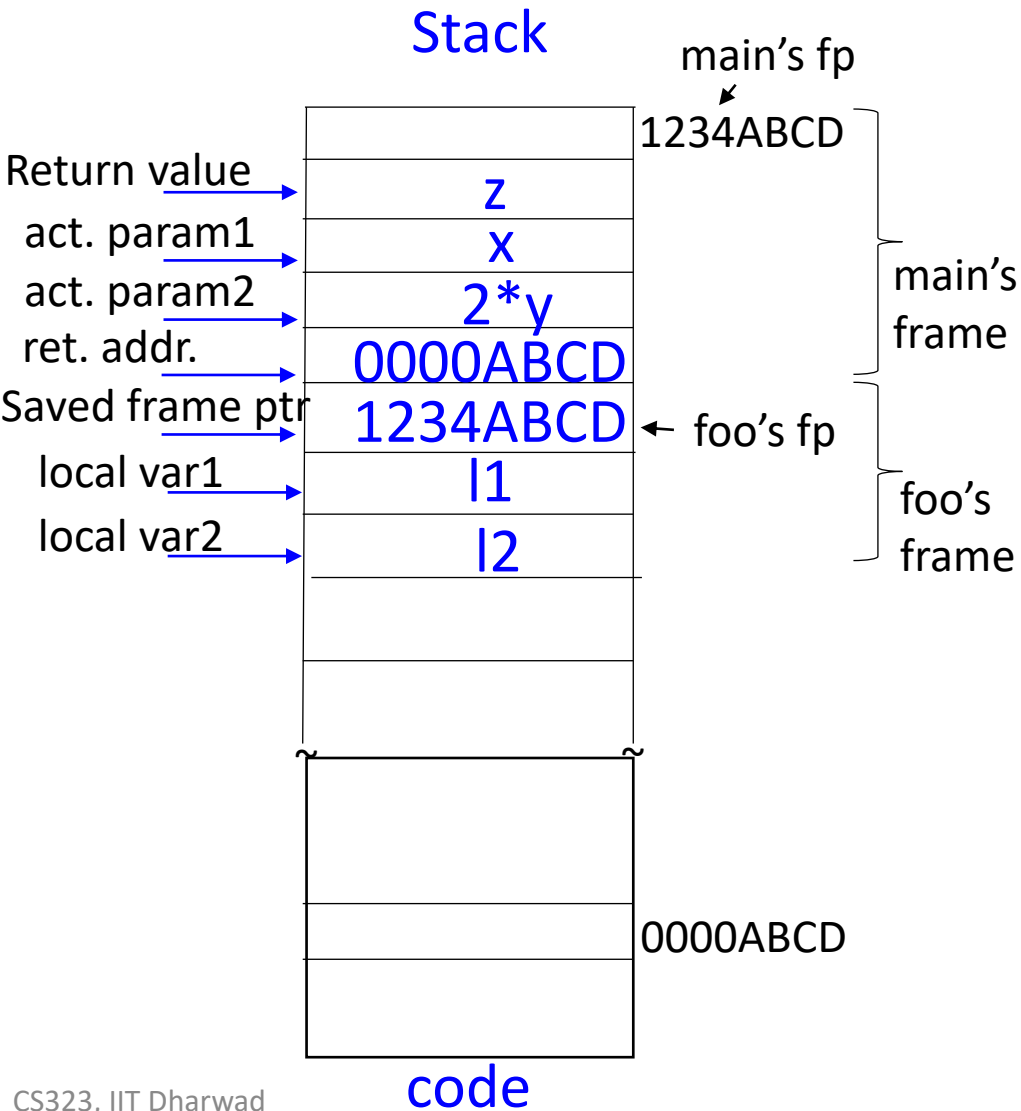 Stack
main's fp
1234ABCD
Return value
z
act. param1
x
act. param2
2*y
main's
frame
ret. addr.
0000ABCD
Saved frame ptr
1234ABCD
foo's fp
local var1
l1
foo's
frame
local var2
l2
~
~
0000ABCD
code
CS323, IIT Dharwad